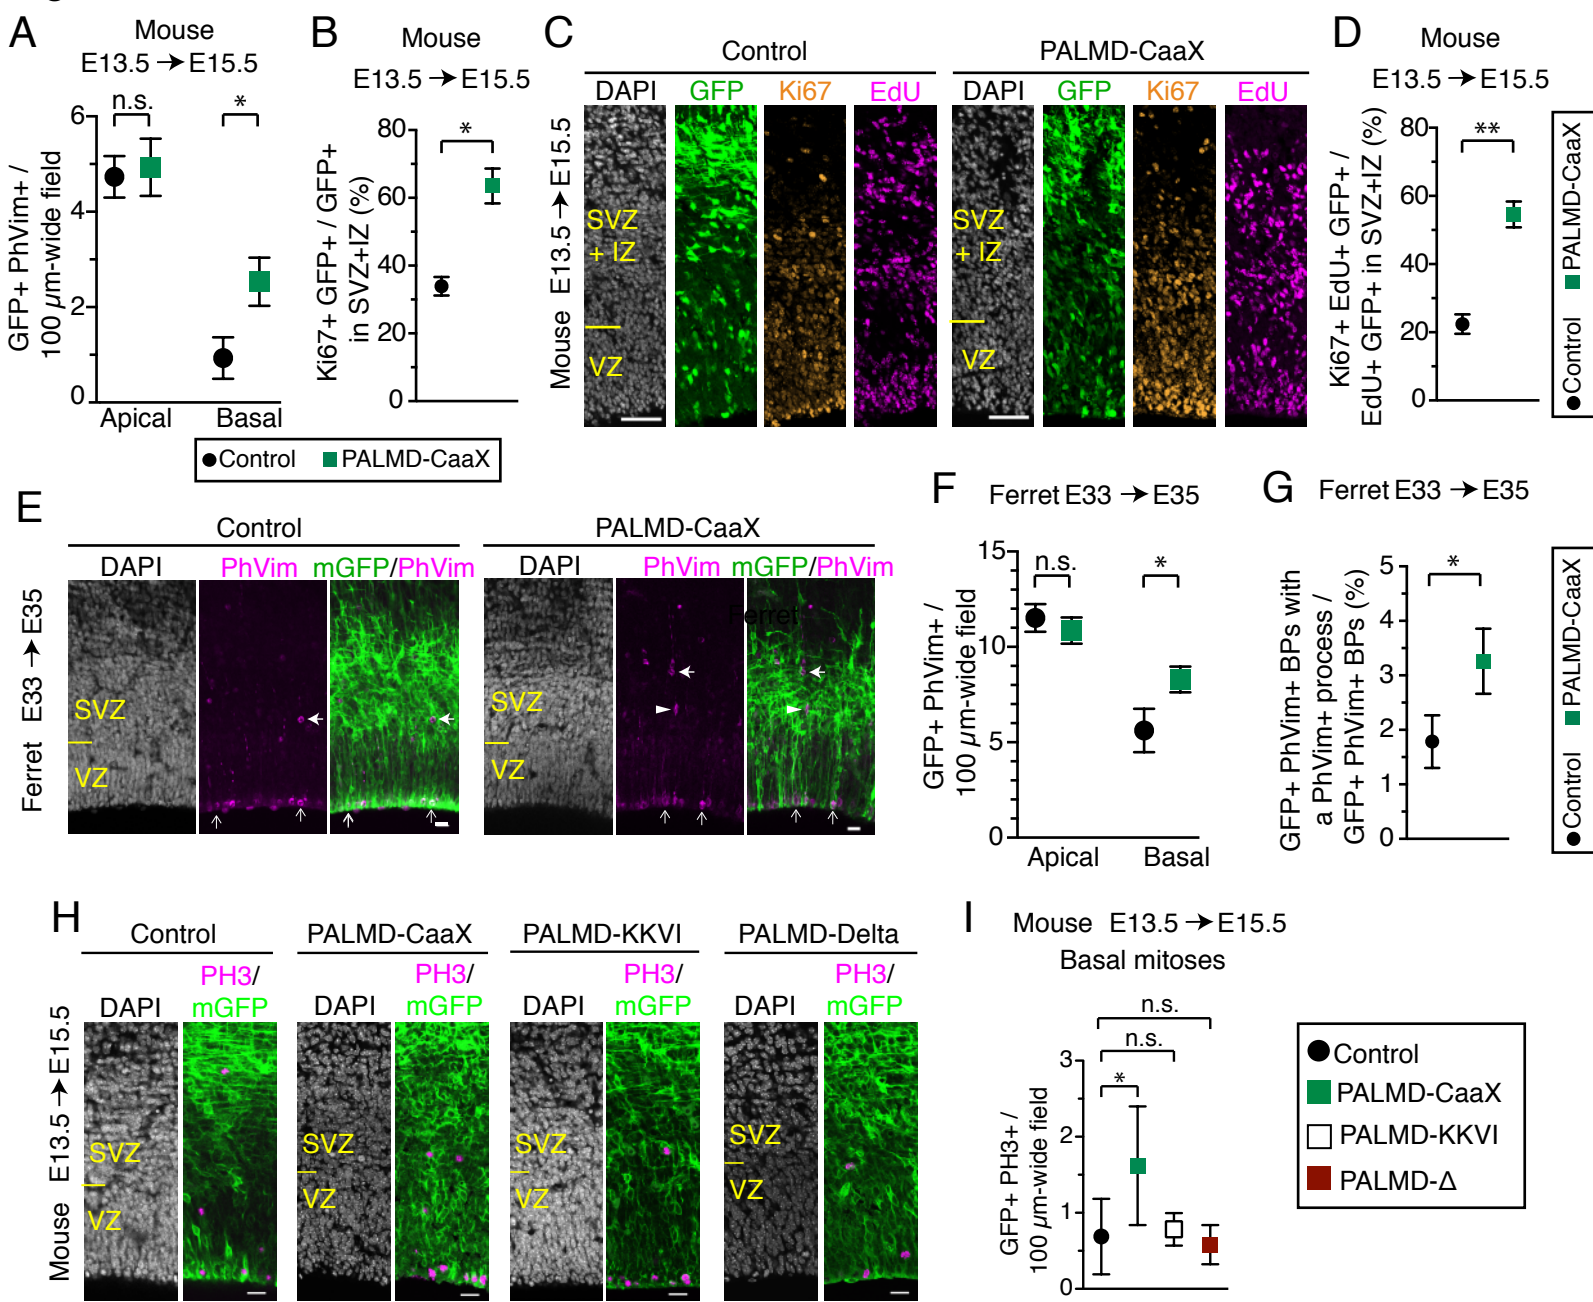 A
Mouse
E13.5 → E15.5
n.s.
*
6
4
2
0
GFP+ PhVim+ /
100 µm-wide field
Apical
Basal
B
Mouse
E13.5 → E15.5
*
80
60
40
20
0
Ki67+ GFP+ / GFP+
in SVZ+IZ (%)
Control
PALMD-CaaX
C
Control
PALMD-CaaX
DAPI
GFP
Ki67
EdU
DAPI
GFP
Ki67
EdU
Mouse E13.5 → E15.5
SVZ
+ IZ
VZ
SVZ
+ IZ
VZ
D
Mouse
E13.5 → E15.5
**
80
60
40
20
0
Ki67+ EdU+ GFP+ /
EdU+ GFP+ in SVZ+IZ (%)
Control
PALMD-CaaX
E
Control
PALMD-CaaX
DAPI
PhVim
mGFP/PhVim
DAPI
PhVim
mGFP/PhVim
Ferret
Ferret E33 → E35
SVZ
VZ
SVZ
VZ
F
Ferret E33 → E35
n.s.
*
15
10
5
0
GFP+ PhVim+ /
100 µm-wide field
Apical
Basal
G
Ferret E33 → E35
*
5
4
3
2
1
0
GFP+ PhVim+ BPs with
a PhVim+ process /
GFP+ PhVim+ BPs (%)
Control
PALMD-CaaX
H
Control
PALMD-CaaX
PALMD-KKVI
PALMD-Delta
DAPI
PH3/
mGFP
DAPI
PH3/
mGFP
DAPI
PH3/
mGFP
DAPI
PH3/
mGFP
Mouse E13.5 → E15.5
SVZ
VZ
SVZ
VZ
SVZ
VZ
SVZ
VZ
I
Mouse E13.5 → E15.5
Basal mitoses
n.s.
n.s.
*
3
2
1
0
GFP+ PH3+ /
100 µm-wide field
Control
PALMD-CaaX
PALMD-KKVI
PALMD-Δ